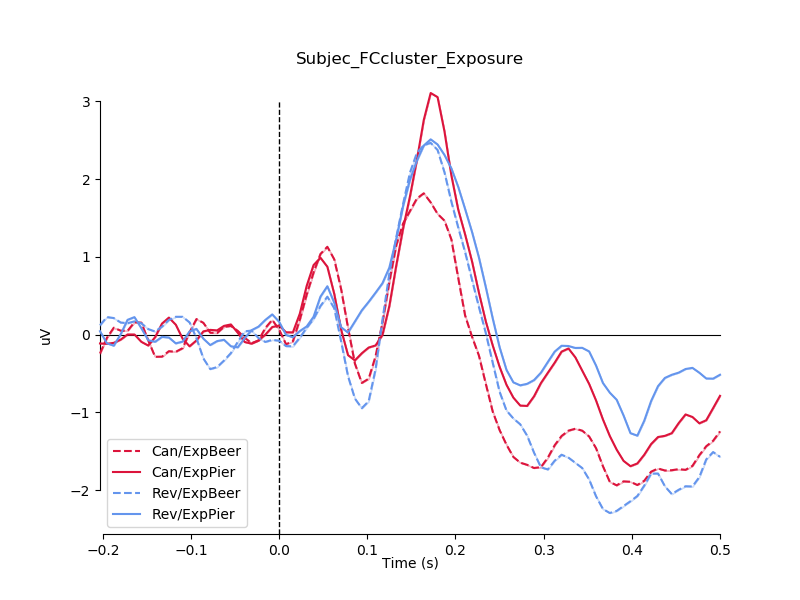 Subjec_FCcluster_Exposure
3
2
1
0
−1
−2
uV
Can/ExpBeer
Can/ExpPier
Rev/ExpBeer
Rev/ExpPier
−0.2 −0.1 0.0 0.1 0.2 0.3 0.4 0.5
Time (s)